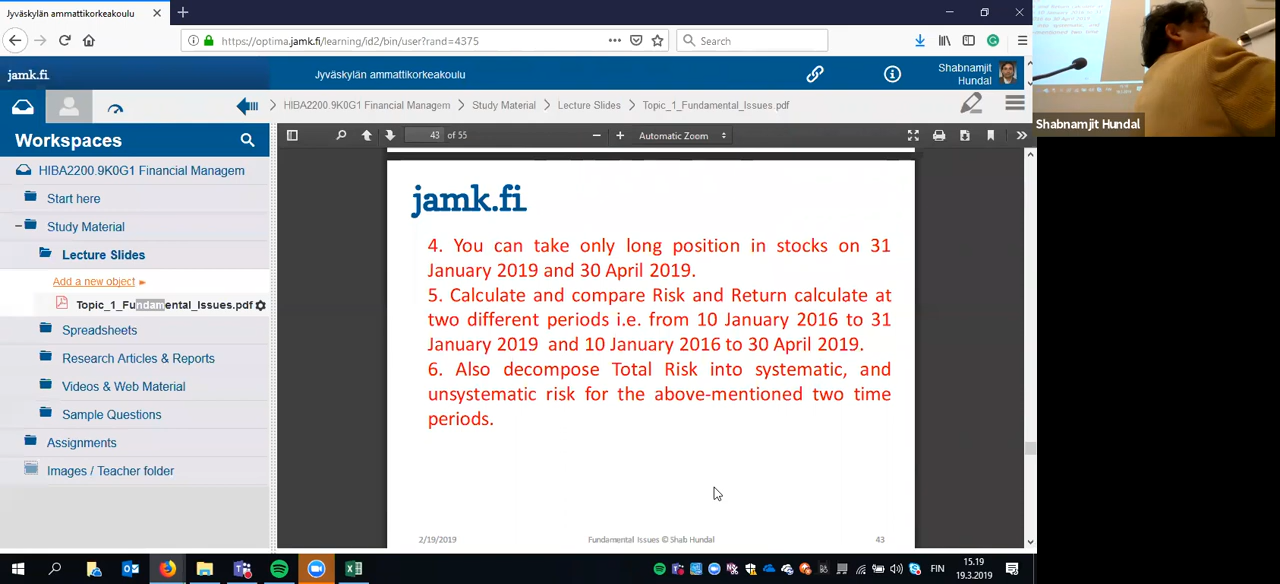 Jyväskylän ammattikorkeakoulu
https://optima.jamk.fi/learning/id2/bin/user?rand=4375
Search
jamk.fi
Jyväskylän ammattikorkeakoulu
Shabnamjit
Hundal
HIBA2200.9K0G1 Financial Managem
Study Material
Lecture Slides
Topic_1_Fundamental_Issues.pdf
Workspaces
HIBA2200.9K0G1 Financial Managem
Start here
Study Material
Lecture Slides
Add a new object
Topic_1_Fundamental_Issues.pdf
Spreadsheets
Research Articles & Reports
Videos & Web Material
Sample Questions
Assignments
Images / Teacher folder
43 of 55
Automatic Zoom
jamk.fi
4. You can take only long position in stocks on 31
January 2019 and 30 April 2019.
5. Calculate and compare Risk and Return calculate at
two different periods i.e. from 10 January 2016 to 31
January 2019 and 10 January 2016 to 30 April 2019.
6. Also decompose Total Risk into systematic, and
unsystematic risk for the above-mentioned two time
periods.
2/19/2019
Fundamental Issues © Shab Hundal
43
Shabnamjit Hundal
FIN
15.19
19.3.2019